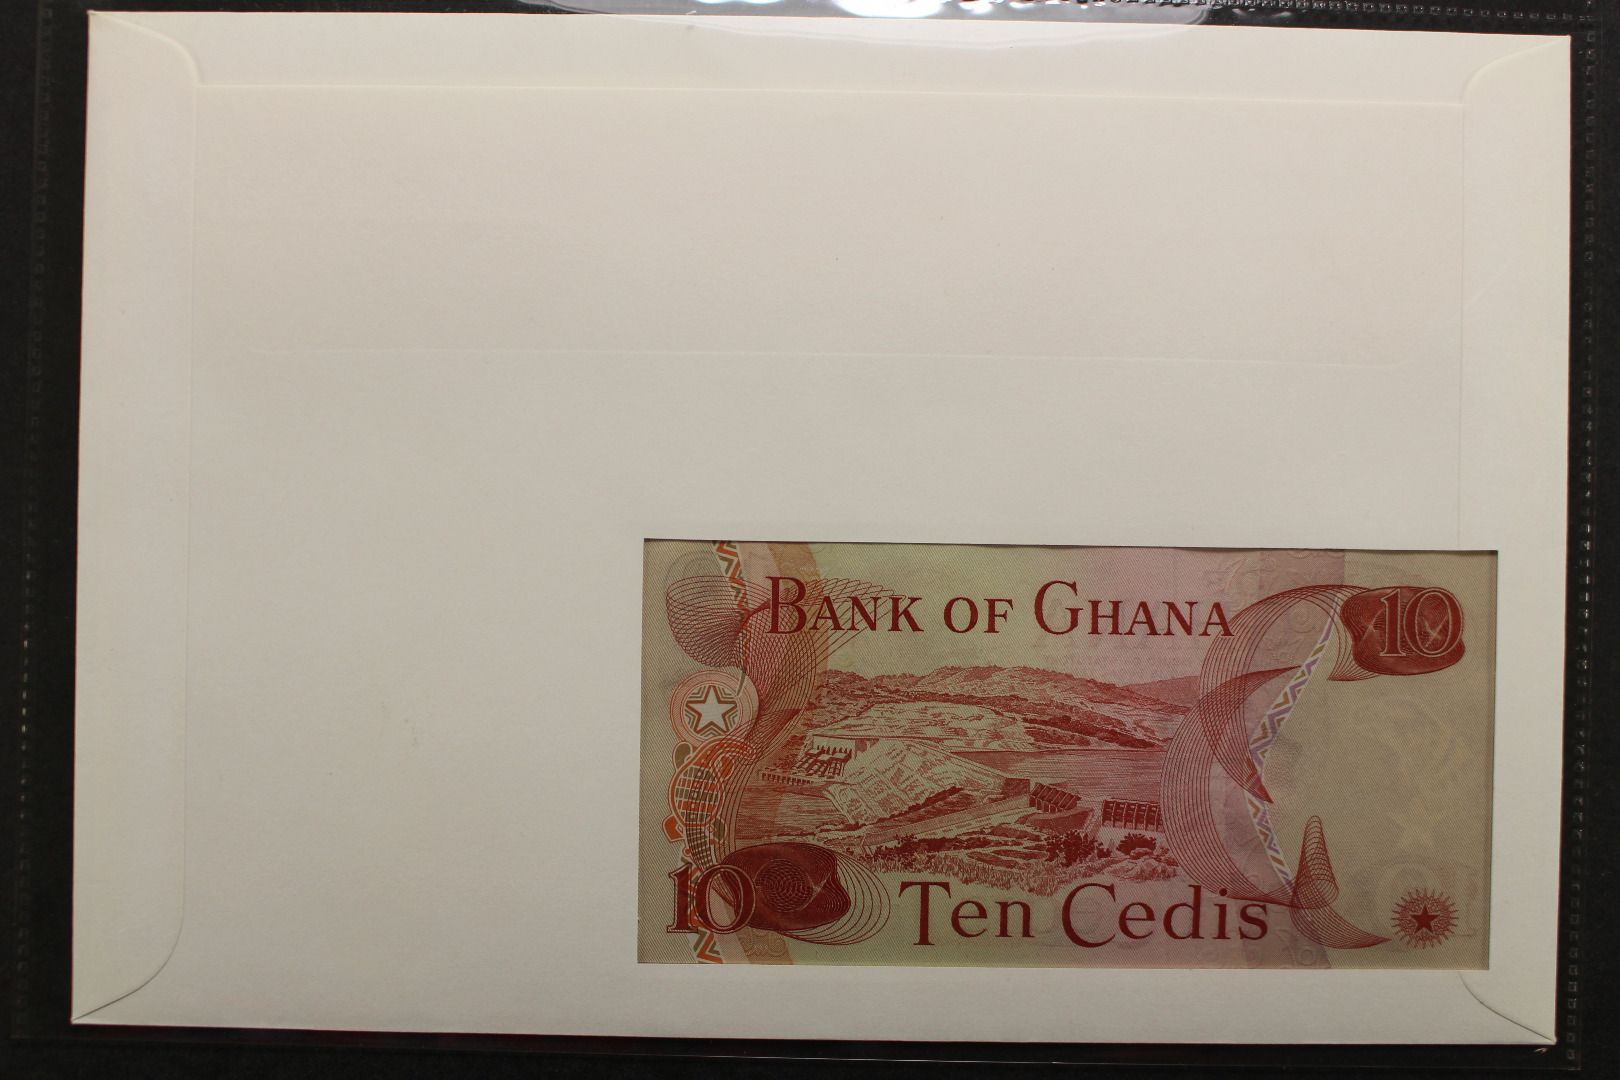 BANK OF GHANA
10
10
Ten Cedis